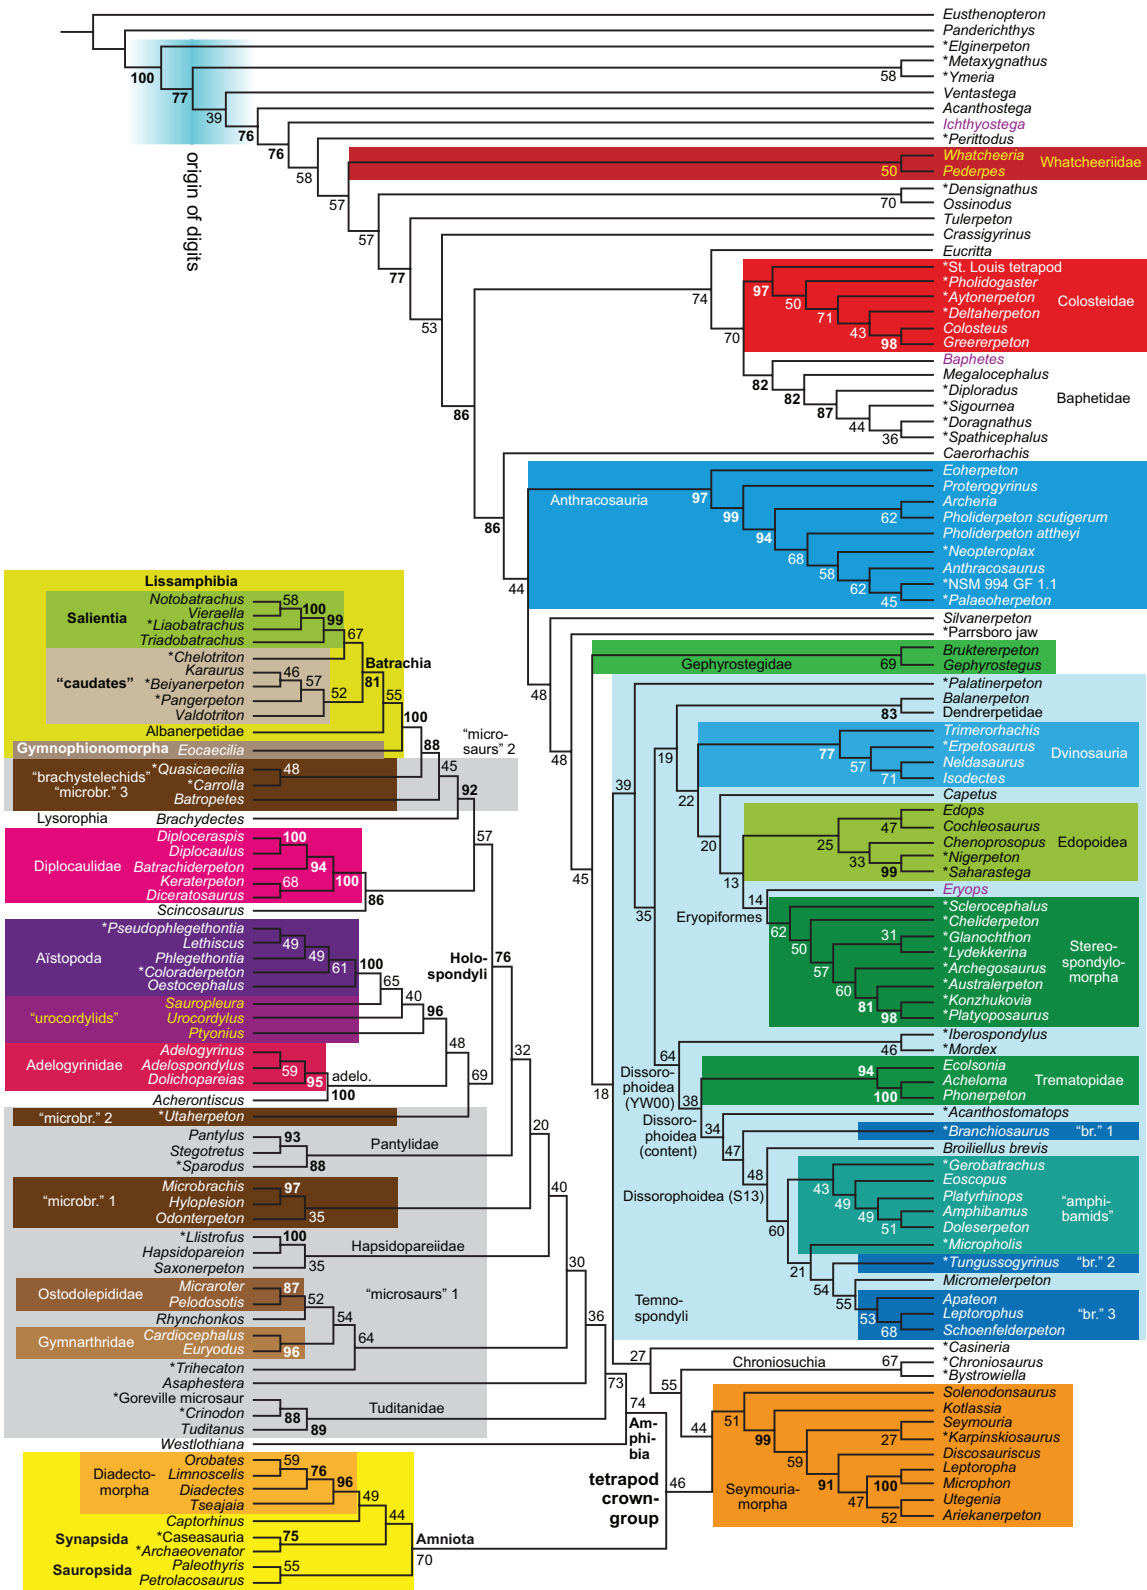 Eusthenopteron
Panderichthys
*Elginerpeton
*Metaxygnathus
*Ymeria
Ventastega
Acanthostega
Ichthyostega
*Perittodus
Whatcheeria
Pederpes
Whatcheeriidae
*Densignathus
Ossinodus
Tulerpeton
Crassigyrinus
Eucritta
*St. Louis tetrapod
*Pholidogaster
*Aytonerpeton
*Deltaherpeton
Colosteus
Greererpeton
Colosteidae
Baphetes
Megalocephalus
*Diploradus
*Sigournea
*Doragnathus
*Spathicephalus
Baphetidae
Caerorhachis
Anthracosauria
Eoherpeton
Proterogyrinus
Archeria
Pholiderpeton scutigerum
Pholiderpeton attheyi
*Neopteroplax
Anthracosaurus
*NSM 994 GF 1.1
*Palaeoherpeton
Silvanerpeton
*Parrsboro jaw
Gephyrostegidae
Bruktererpeton
Gephyrostegus
*Palatinerpeton
Balanerpeton
Dendrerpetidae
Trimerorhachis
*Erpetosaurus
Neldasaurus
Isodectes
Dvinosauria
Capetus
Edops
Cochleosaurus
Chenoprosopus
*Nigerpeton
*Saharastega
Edopoidea
Eryops
Eryopiformes
*Sclerocephalus
*Cheliderpeton
*Glanochthon
*Lydekkerina
*Archegosaurus
*Australerpeton
*Konzhukovia
*Platyoposaurus
Stereo-
spondylo-
morpha
*Iberospondylus
*Mordex
Dissoro-
phoidea
(YW00)
Ecolsonia
Acheloma
Phonerpeton
Trematopidae
Dissoro-
phoidea
(content)
*Acanthostomatops
*Branchiosaurus
"br." 1
Broiliellus brevis
Dissorophoidea (S13)
*Gerobatrachus
Eoscopus
Platyrhinops
Amphibamus
Doleserpeton
"amphi-
bamids"
*Micropholis
*Tungussogyrinus
"br." 2
Micromelerpeton
Apateon
Leptorophus
Schoenfelderpeton
"br." 3
Temno-
spondyli
*Casineria
Chroniosuchia
*Chroniosaurus
*Bystrowiella
Solenodonsaurus
Kotlassia
Seymouria
*Karpinskiosaurus
Discosauriscus
Leptoropha
Microphon
Utegenia
Ariekanerpeton
Seymouria-
morpha
origin of digits
100
77
39
76
76
58
58
57
50
57
70
77
53
86
74
70
97
50
71
43
98
82
82
87
44
36
86
44
97
99
62
94
68
58
62
45
48
48
45
69
18
39
35
19
83
22
77
57
71
20
13
47
25
33
99
14
62
50
31
57
60
81
98
64
46
38
94
100
34
47
48
60
43
49
49
51
21
54
55
53
68
27
55
67
44
51
99
27
59
91
100
47
52
Lissamphibia
Salientia
Notobatrachus
Vieraella
*Liaobatrachus
Triadobatrachus
58
100
99
67
"caudates"
*Chelotriton
Karaurus
*Beiyanerpeton
*Pangerpeton
Valdotriton
46
57
52
Batrachia
81
55
Albanerpetidae
100
Gymnophionomorpha
Eocaecilia
88
"micro-
saurs" 2
"brachystelechids"
"microbr." 3
*Quasicaecilia
*Carrolla
Batropetes
48
45
92
Lysorophia
Brachydectes
57
Diplocaulidae
Diploceraspis
Diplocaulus
Batrachiderpeton
Keraterpeton
Diceratosaurus
100
94
68
100
86
Scincosaurus
Aïstopoda
*Pseudophlegethontia
Lethiscus
Phlegethontia
*Coloraderpeton
Oestocephalus
49
49
61
100
65
Holo-
spondyli
76
"urocordylids"
Sauropleura
Urocordylus
Ptyonius
40
96
48
Adelogyrinidae
Adelogyrinus
Adelospondylus
Dolichopareias
59
95
adelo.
100
69
32
Acherontiscus
"microbr." 2
*Utaherpeton
Pantylus
Stegotretus
*Sparodus
93
88
Pantylidae
20
"microbr." 1
Microbrachis
Hyloplesion
Odonterpeton
97
35
40
*Llistrofus
Hapsidopareion
Saxonerpeton
100
35
Hapsidopareiidae
30
Ostodolepididae
Micraroter
Pelodosotis
87
52
"microsaurs" 1
Rhynchonkos
54
36
Gymnarthridae
Cardiocephalus
Euryodus
96
64
*Trihecaton
Asaphestera
73
*Goreville microsaur
*Crinodon
Tuditanus
88
89
Tuditanidae
74
Am-
phi-
bia
Westlothiana
Diadecto-
morpha
Orobates
Limnoscelis
Diadectes
Tseajaia
59
76
96
49
tetrapod
crown-
group
46
Captorhinus
44
Synapsida
*Caseasauria
*Archaeovenator
75
Amniota
70
Sauropsida
Paleothyris
Petrolacosaurus
55